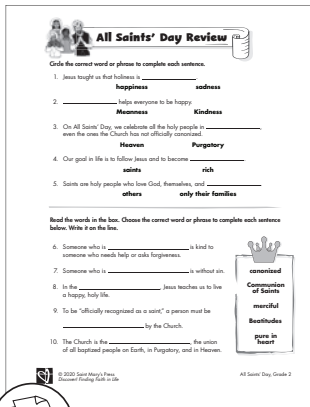 All Saints' Day Review
Circle the correct word or phrase to complete each sentence.
1. Jesus taught us that holiness is ____________.
happiness sadness
2. ____________ helps everyone to be happy.
Meanness Kindness
3. On All Saints' Day, we celebrate all the holy people in ____________,
even the ones the Church has not officially canonized.
Heaven Purgatory
4. Our goal in life is to follow Jesus and to become ____________.
saints rich
5. Saints are holy people who love God, themselves, and ____________.
others only their families
Read the words in the box. Choose the correct word or phrase to complete each sentence
below. Write it on the line.
6. Someone who is ____________ is kind to
someone who needs help or asks forgiveness.
7. Someone who is ____________ is without sin.
8. In the ____________, Jesus teaches us to live
a happy, holy life.
9. To be "officially recognized as a saint," a person must be
____________ by the Church.
10. The Church is the ____________, the union
of all baptized people on Earth, in Purgatory, and in Heaven.
canonized
Communion
of Saints
merciful
Beatitudes
pure in
heart
© 2020 Saint Mary's Press
Discover! Finding Faith in Life
All Saints' Day, Grade 2